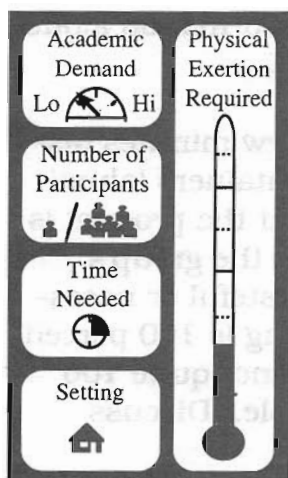 Academic
Demand
Lo Hi
Number of
Participants
/
Time
Needed
Setting
Physical
Exertion
Required